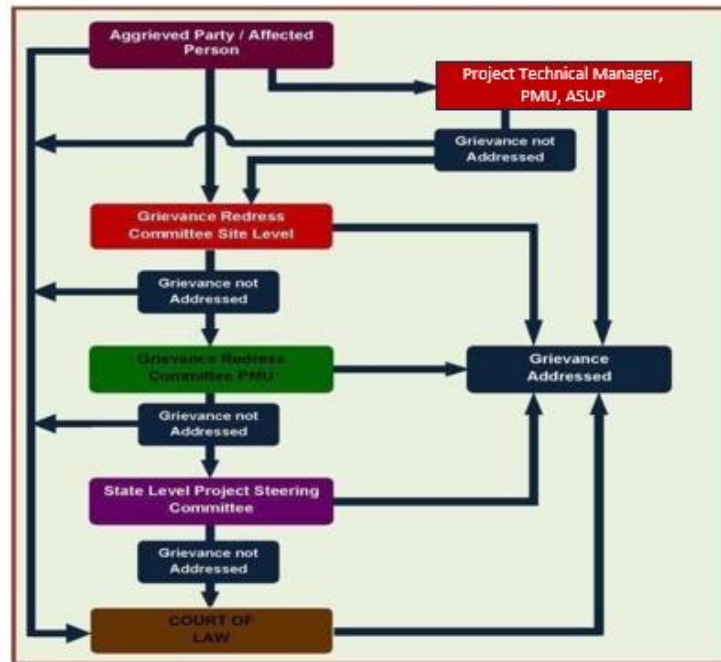 Aggrieved Party / Affected
Person
Project Technical Manager,
PMU, ASUP
Grievance not
Addressed
Grievance Redress
Committee Site Level
Grievance not
Addressed
Grievance Redress
Committee PMU
Grievance
Addressed
Grievance not
Addressed
State Level Project Steering
Committee
Grievance not
Addressed
COURT OF
LAW